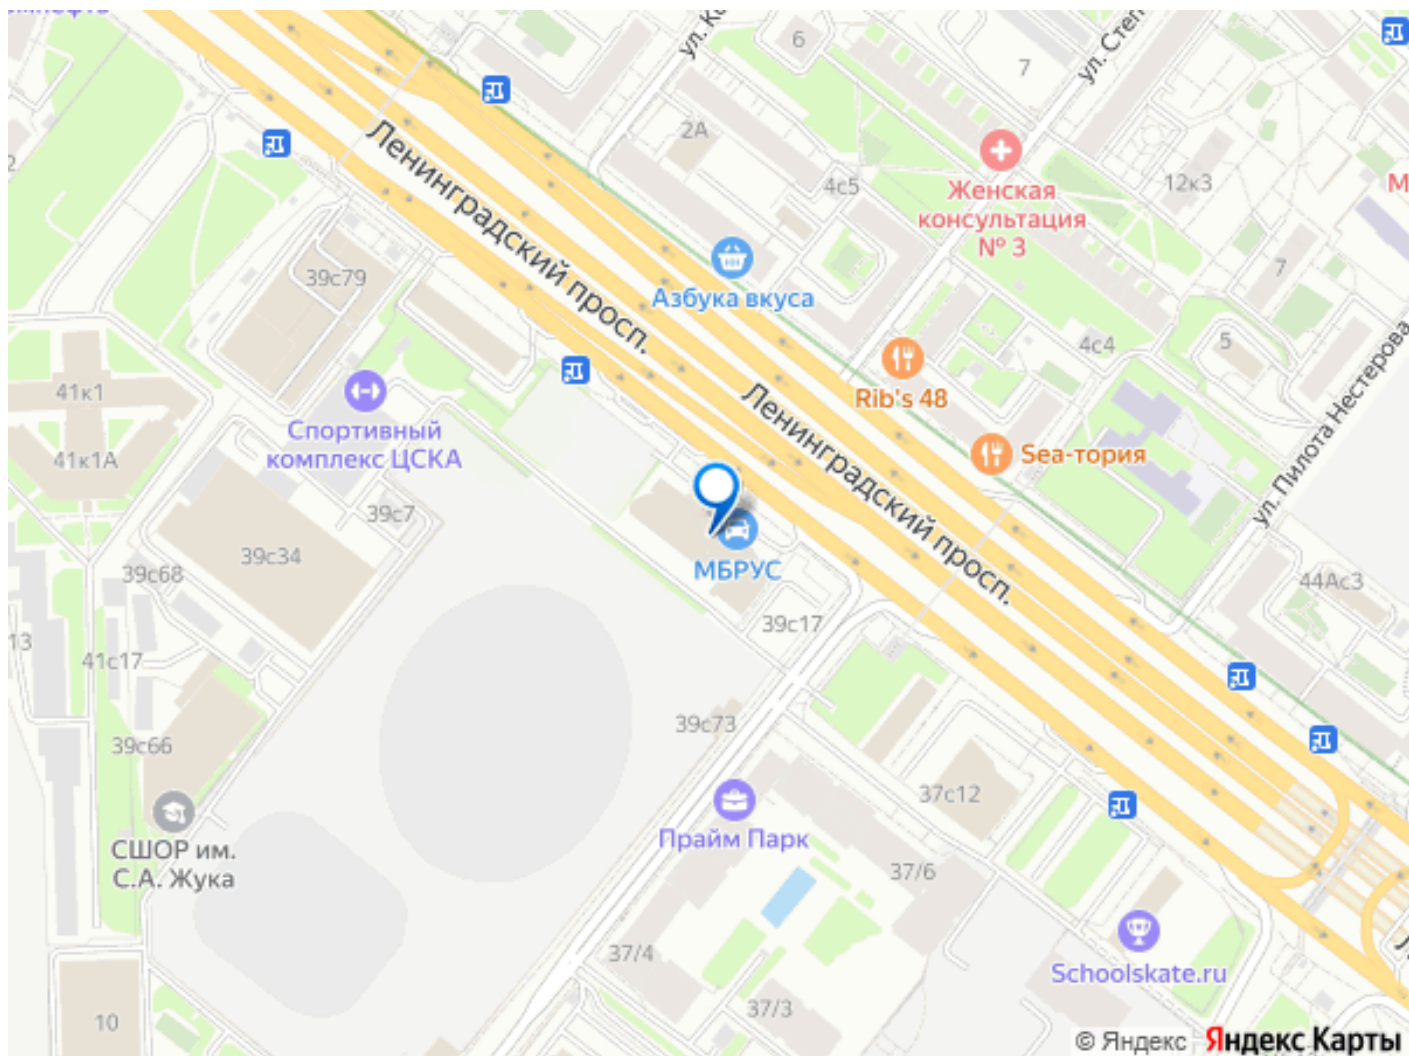 6
7
ул. Степ
2А
Женская
консультация
№ 3
12к3
4с5
7
39с79
Азбука вкуса
Ленинградский просп.
4с4
5
41к1
Rib's 48
Спортивный
комплекс ЦСКА
41к1А
Sea-тория
ул. Пилота Нестерова
39с7
Ленинградский просп.
39с34
39с68
МБРУС
44Ас3
39с17
13
41с17
39с73
39с66
37с12
Прайм Парк
СШОР им.
С.А. Жука
37/6
37/4
Schoolskate.ru
37/3
10
© Яндекс Яндекс Карты